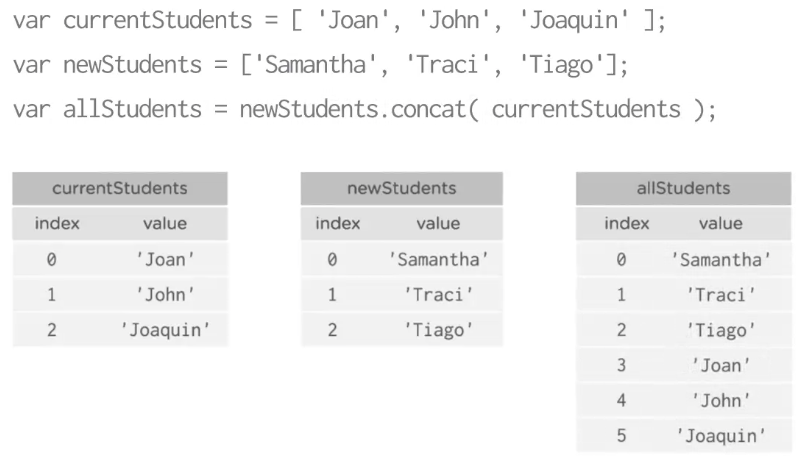 var currentStudents = [ 'Joan', 'John', 'Joaquin' ];
var newStudents = ['Samantha', 'Traci', 'Tiago'];
var allStudents = newStudents.concat( currentStudents );
currentStudents
index value
0 'Joan'
1 'John'
2 'Joaquin'
newStudents
index value
0 'Samantha'
1 'Traci'
2 'Tiago'
allStudents
index value
0 'Samantha'
1 'Traci'
2 'Tiago'
3 'Joan'
4 'John'
5 'Joaquin'